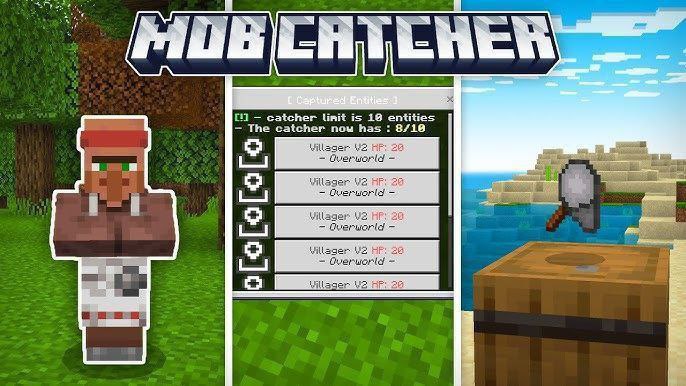 MOB CATCHER
[ Captured Entities ]
[!] - catcher limit is 10 entities
- The catcher now has : 8/10
Villager V2 HP: 20
- Overworld -
Villager V2 HP: 20
- Overworld -
Villager V2 HP: 20
- Overworld -
Villager V2 HP: 20
- Overworld -
Villager V2 HP: 20